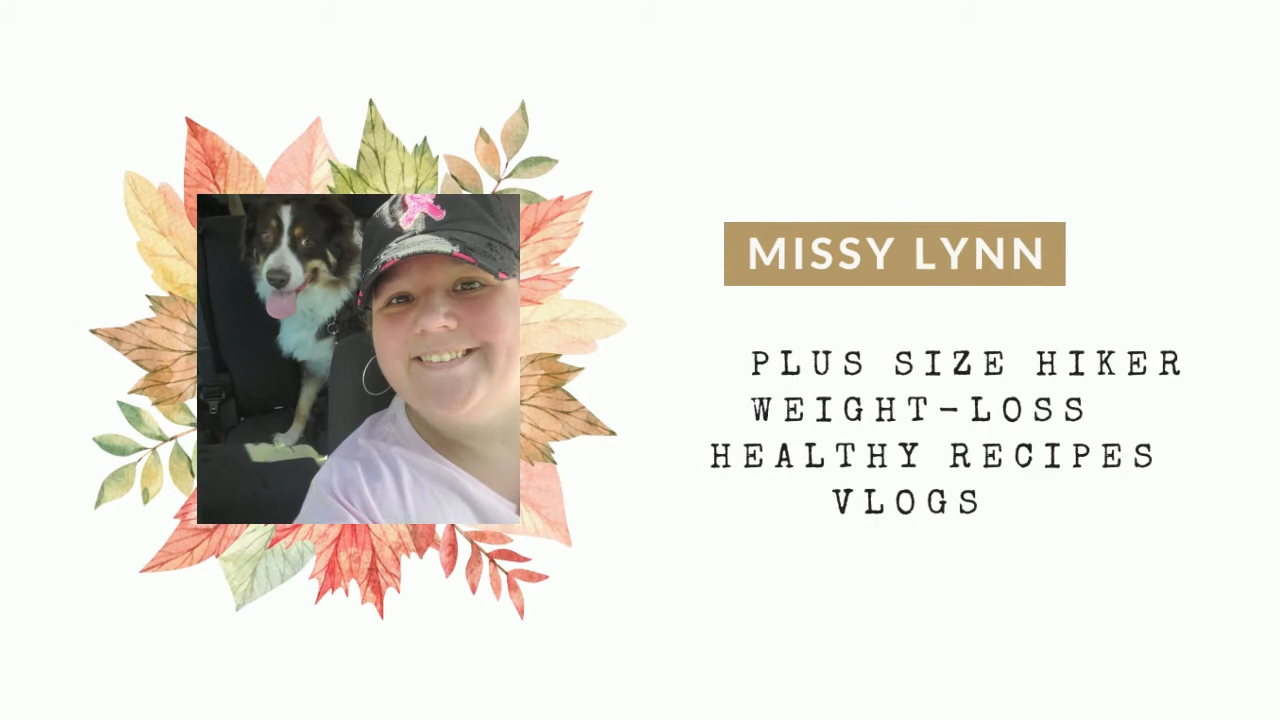 MISSY LYNN
PLUS SIZE HIKER
WEIGHT-LOSS
HEALTHY RECIPES
VLOGS